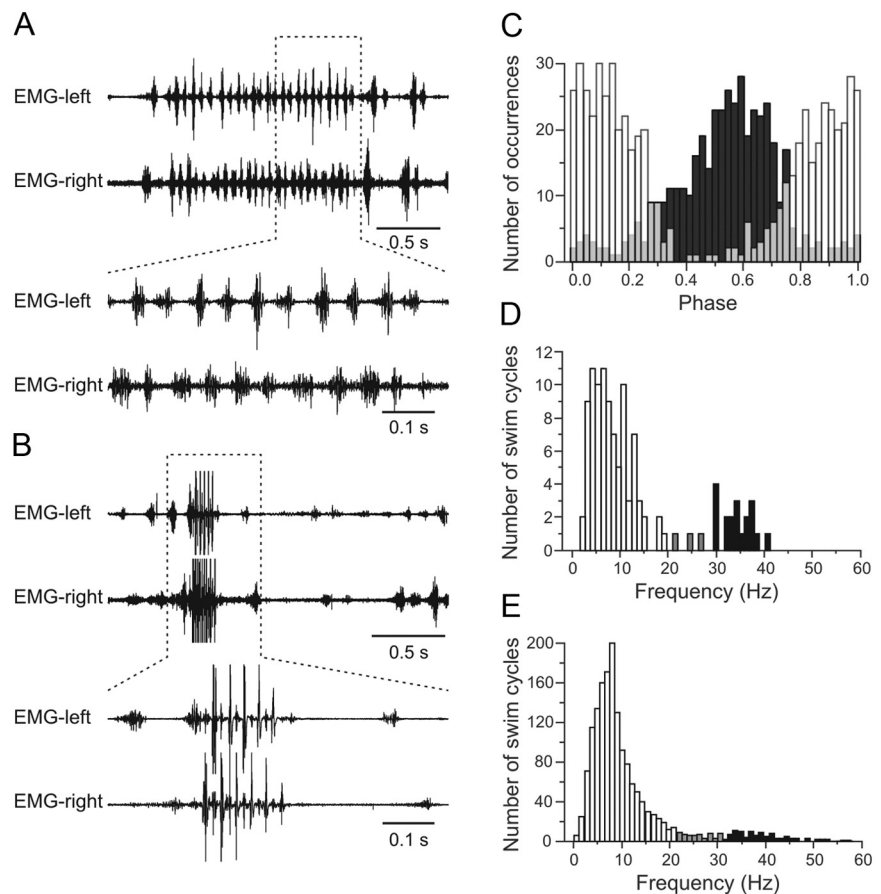 A
EMG-left
EMG-right
0.5 s
EMG-left
EMG-right
0.1 s
B
EMG-left
EMG-right
0.5 s
EMG-left
EMG-right
0.1 s
C
Number of occurrences
30
20
10
0
0.0 0.2 0.4 0.6 0.8 1.0
Phase
D
Number of swim cycles
12
10
8
6
4
2
0
0 10 20 30 40 50 60
Frequency (Hz)
E
Number of swim cycles
200
160
120
80
40
0
0 10 20 30 40 50 60
Frequency (Hz)